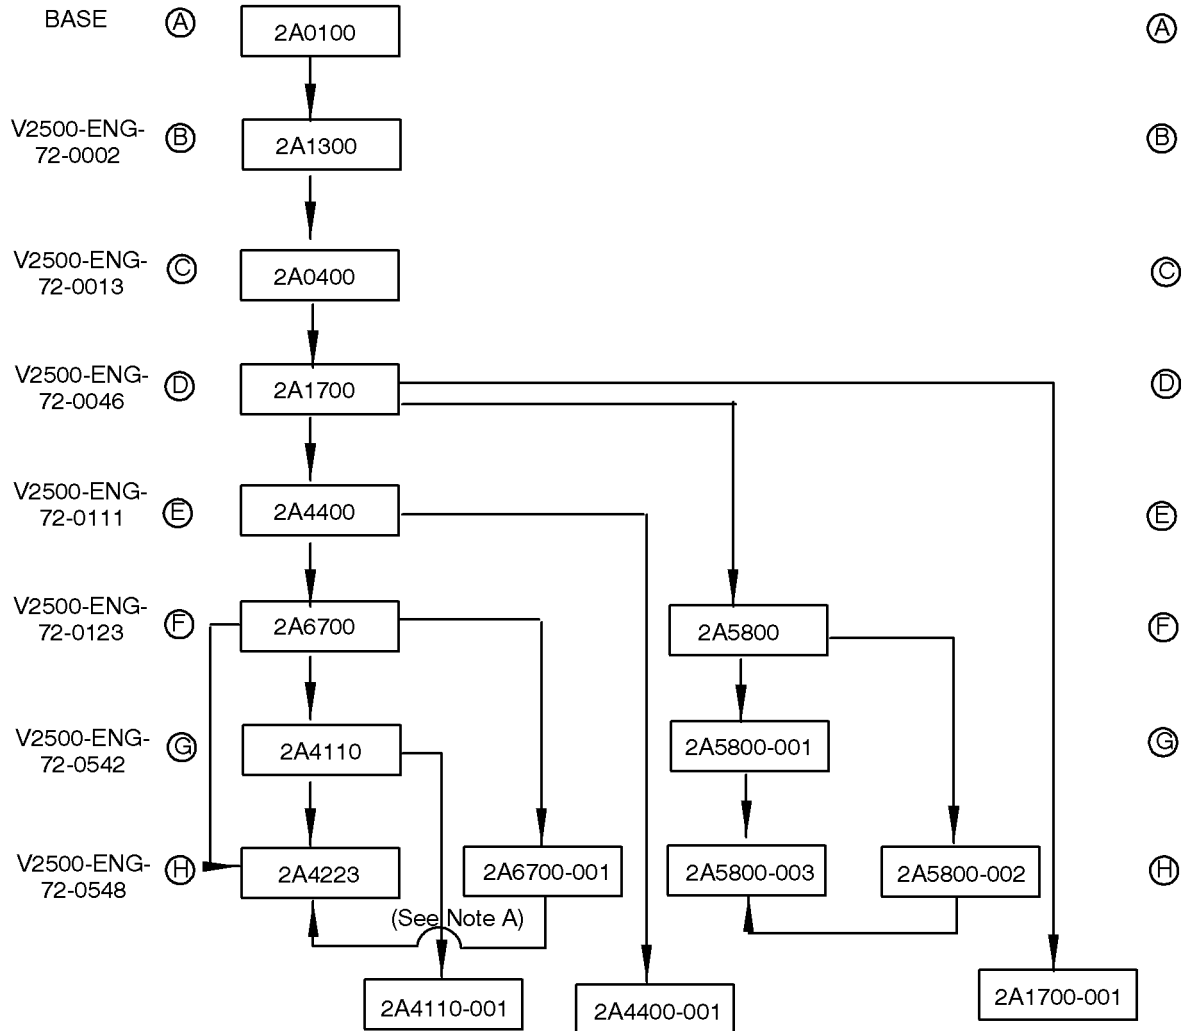 BASE A 2A0100 A
V2500-ENG-
72-0002 B 2A1300 B
V2500-ENG-
72-0013 C 2A0400 C
V2500-ENG-
72-0046 D 2A1700 D
V2500-ENG-
72-0111 E 2A4400 E
V2500-ENG-
72-0123 F 2A6700 2A5800 F
V2500-ENG-
72-0542 G 2A4110 2A5800-001 G
V2500-ENG-
72-0548 H 2A4223 2A6700-001 2A5800-003 2A5800-002 H
(See Note A)
2A4110-001 2A4400-001 2A1700-001